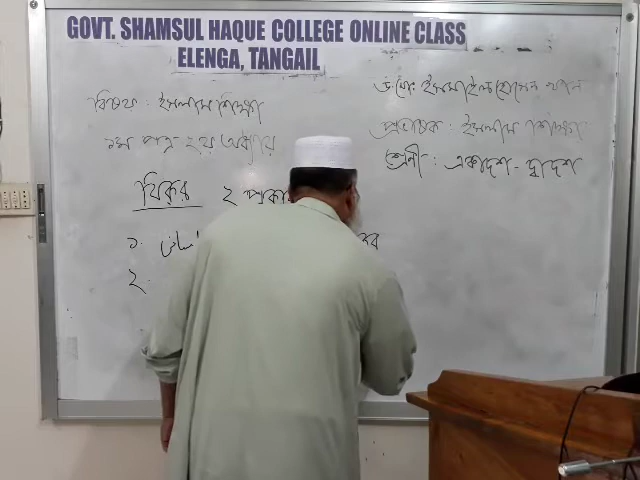 GOVT. SHAMSUL HAQUE COLLEGE ONLINE CLASS
ELENGA, TANGAIL
বিষয় : ইসলাম শিক্ষা
১ম পত্র ২য় অধ্যায়
ইসমাইল হোসেন খান
প্রভাষক : ইসলাম শিক্ষা
শ্রেণী : একাদশ - দ্বাদশ
যিকর ২
১.
২.